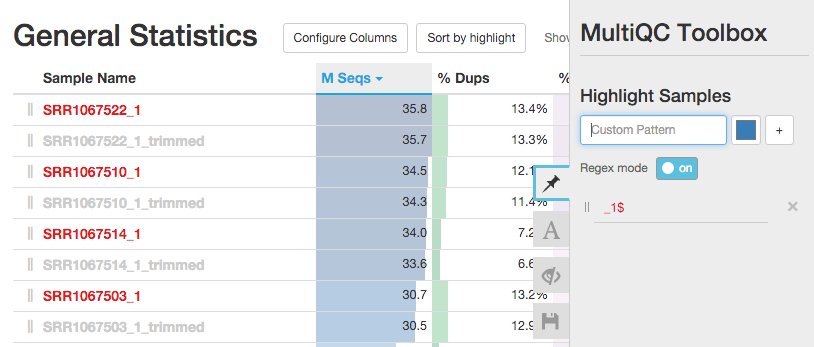 General Statistics
Configure Columns
Sort by highlight
Show
Sample Name M Seqs % Dups %
SRR1067522_1 35.8 13.4%
SRR1067522_1_trimmed 35.7 13.3%
SRR1067510_1 34.5 12.1
SRR1067510_1_trimmed 34.3 11.4%
SRR1067514_1 34.0 7.2
SRR1067514_1_trimmed 33.6 6.6
SRR1067503_1 30.7 13.2%
SRR1067503_1_trimmed 30.5 12.9
A
MultiQC Toolbox
Highlight Samples
Custom Pattern
+
Regex mode on
_1$